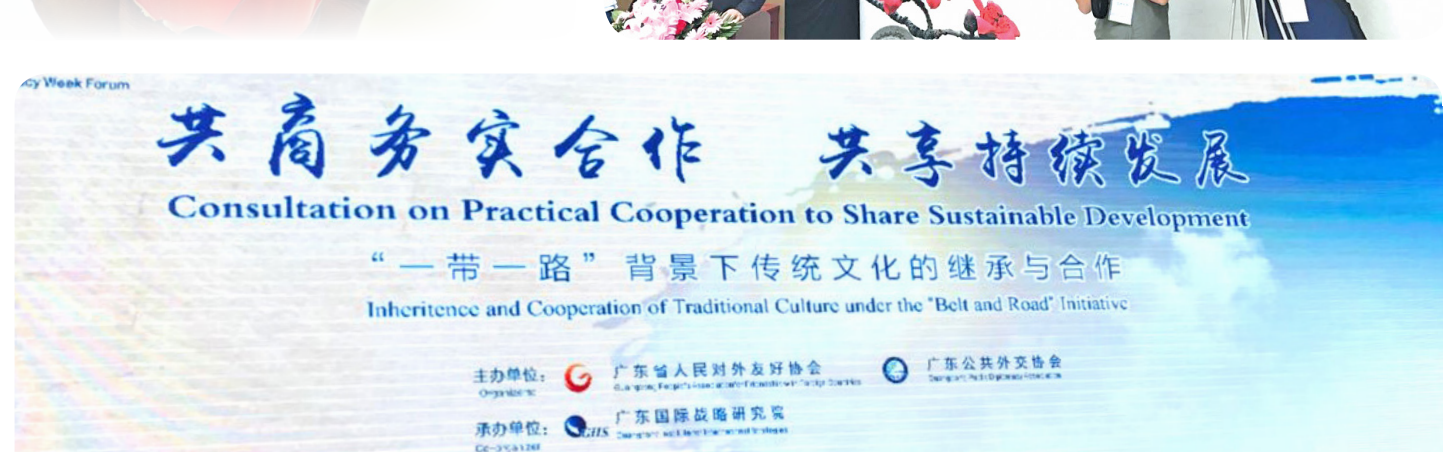 cy Week Forum
共商务实合作 共享持续发展
Consultation on Practical Cooperation to Share Sustainable Development
“一带一路”背景下传统文化的继承与合作
Inheritence and Cooperation of Traditional Culture under the "Belt and Road" Initiative
主办单位: 广东省人民对外友好协会 广东公共外交协会
承办单位: 广东国际战略研究院